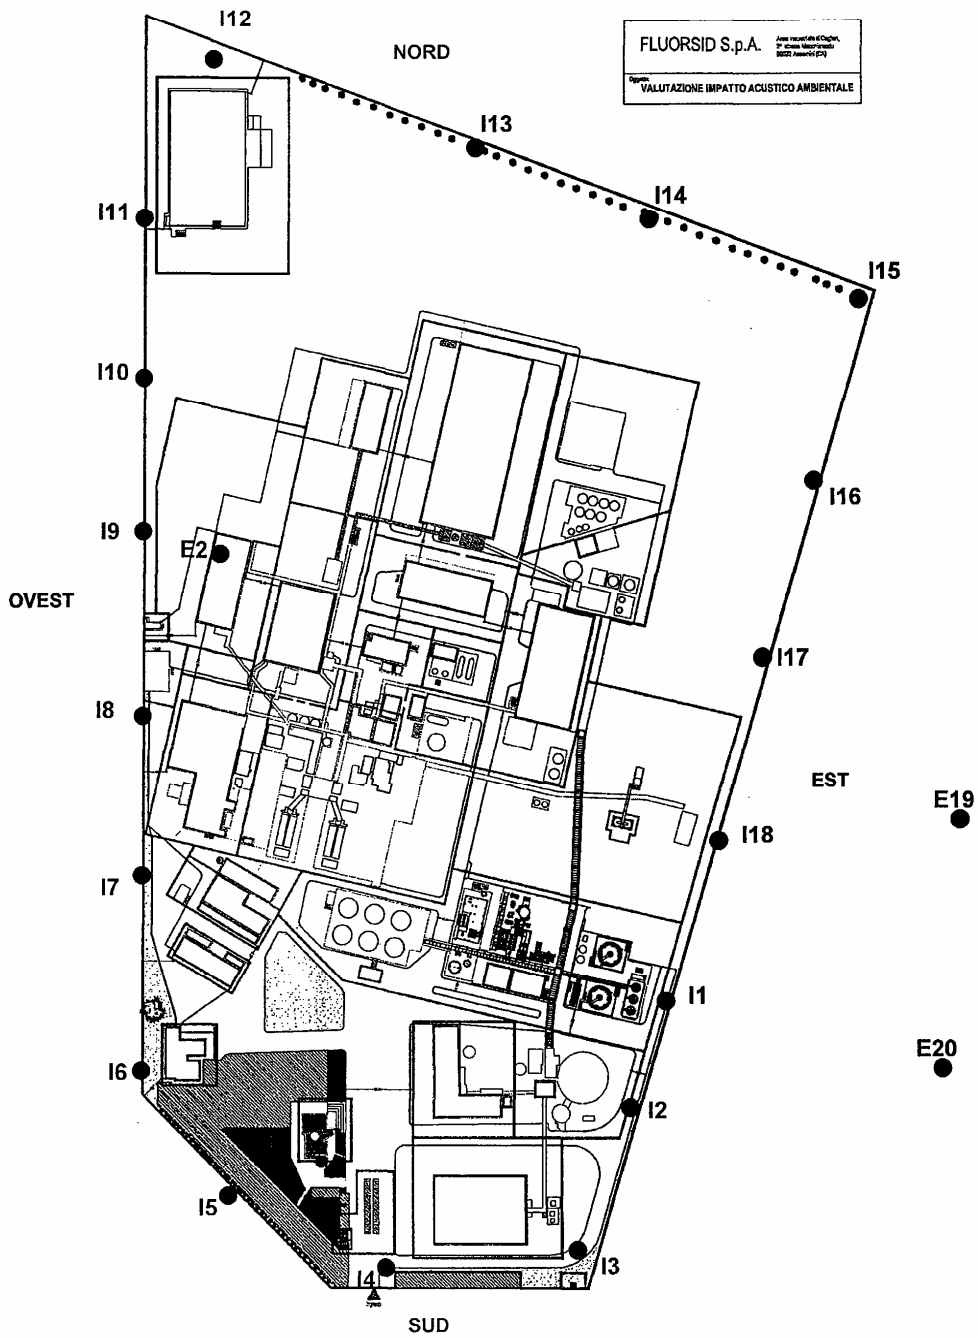 I12
NORD
FLUORSID S.p.A.
VALUTAZIONE IMPATTO ACUSTICO AMBIENTALE
I13
I14
I11
I15
I10
I16
I9
E2
OVEST
I17
I8
EST
E19
I18
I7
I1
E20
I6
I2
I5
I3
I4
SUD